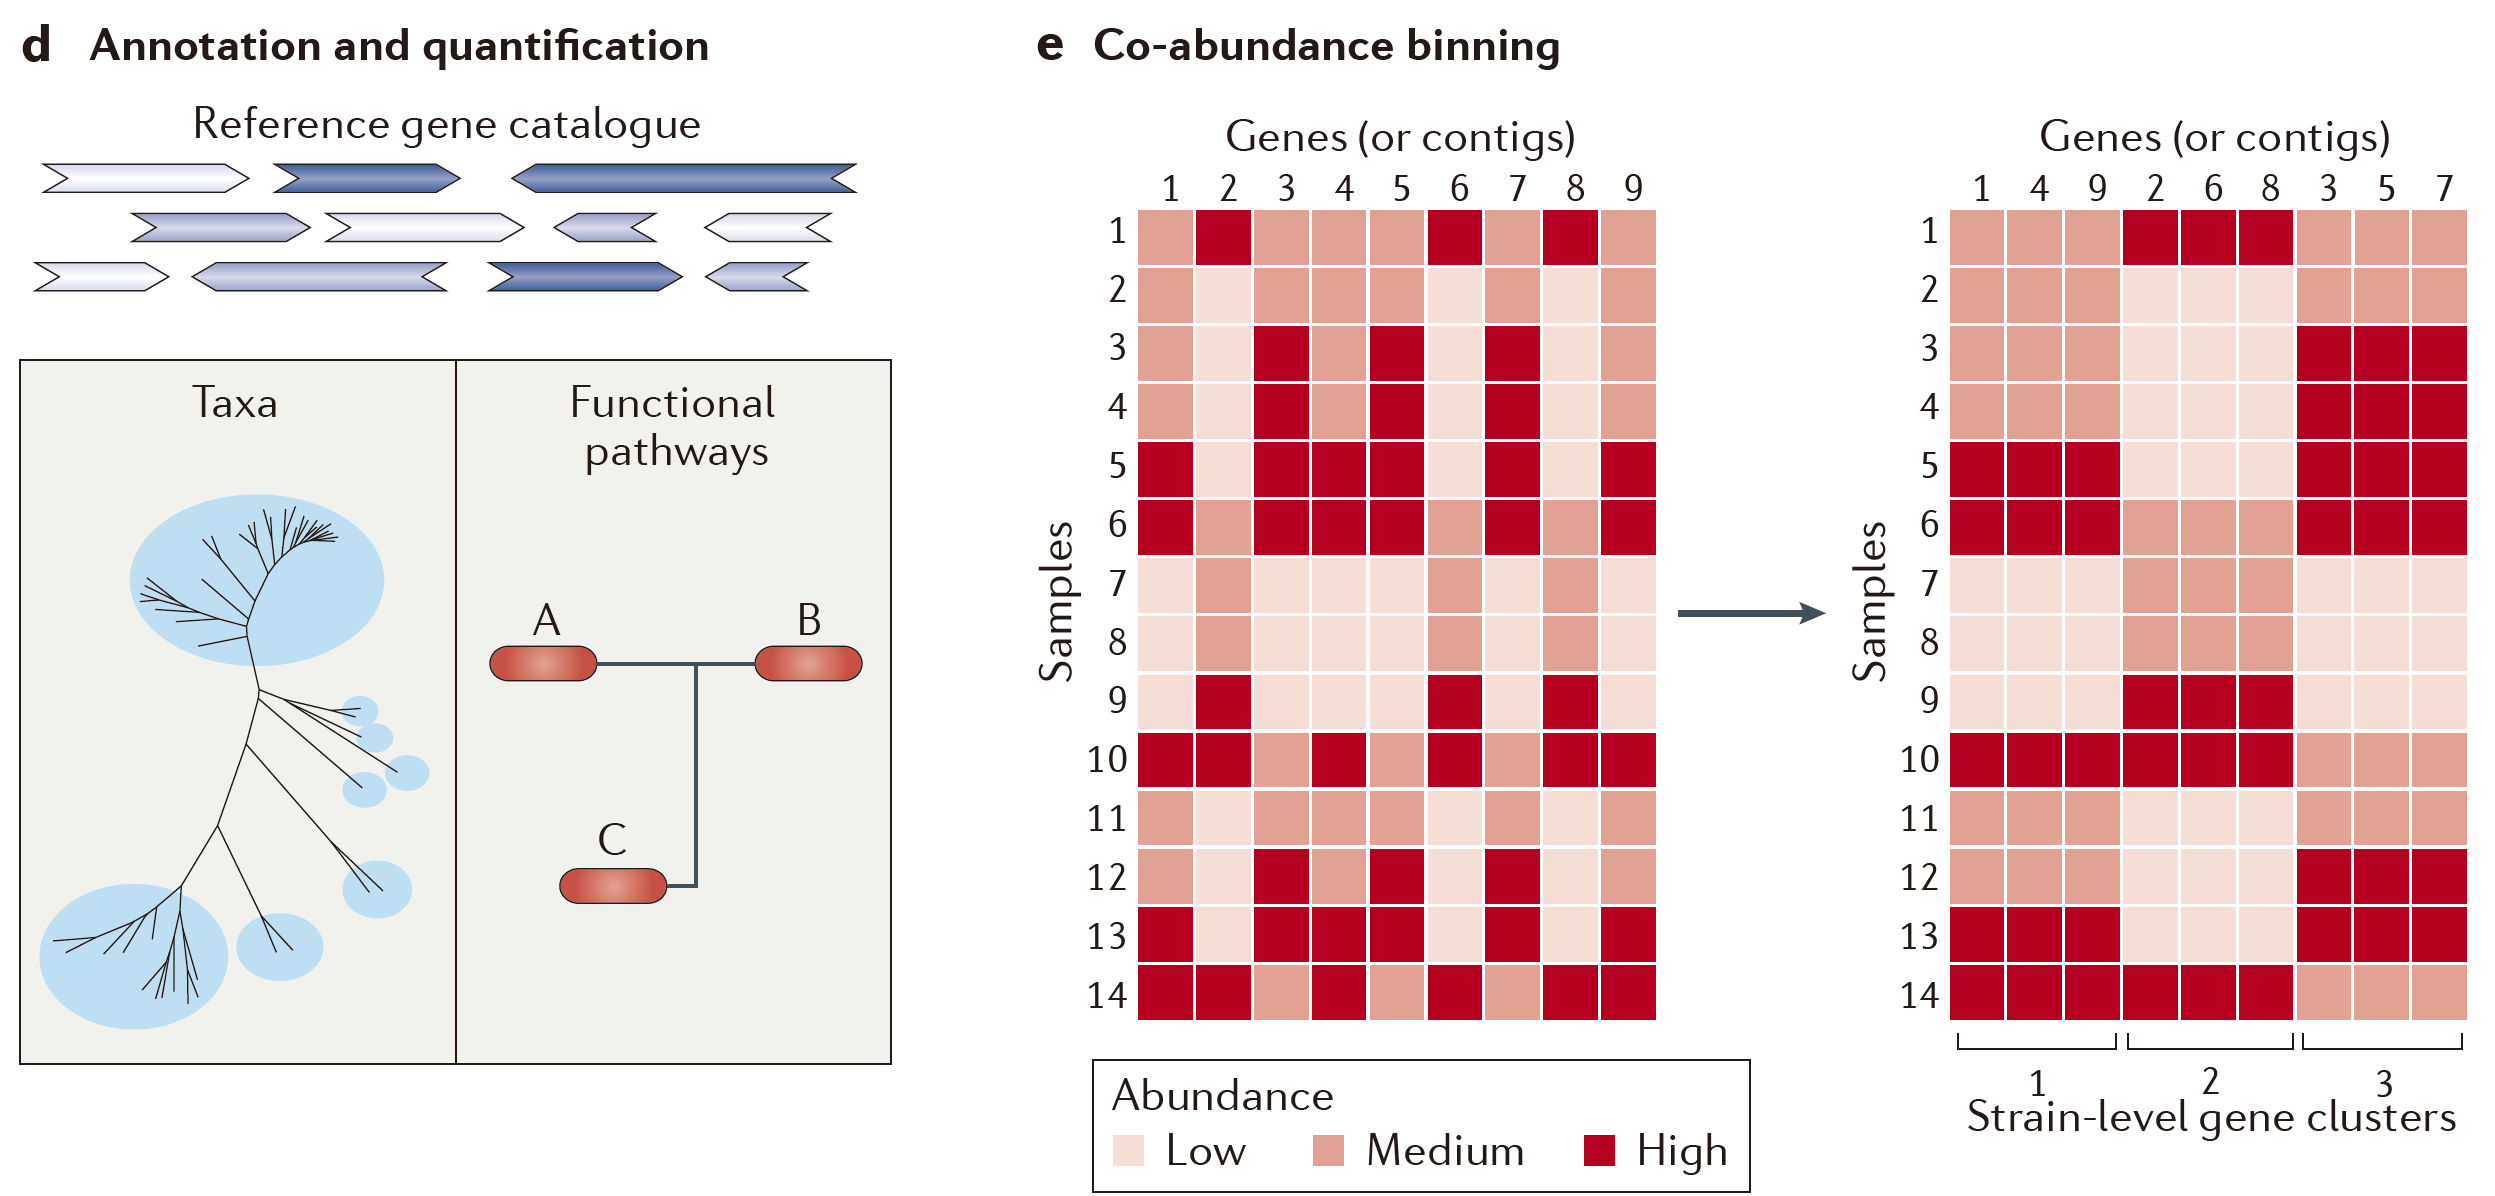 d Annotation and quantification
Reference gene catalogue
Taxa
Functional
pathways
A
B
C
e Co-abundance binning
Genes (or contigs)
1 2 3 4 5 6 7 8 9
Samples
1
2
3
4
5
6
7
8
9
10
11
12
13
14
Genes (or contigs)
1 4 9 2 6 8 3 5 7
Samples
1
2
3
4
5
6
7
8
9
10
11
12
13
14
1 2 3
Strain-level gene clusters
Abundance
Low Medium High